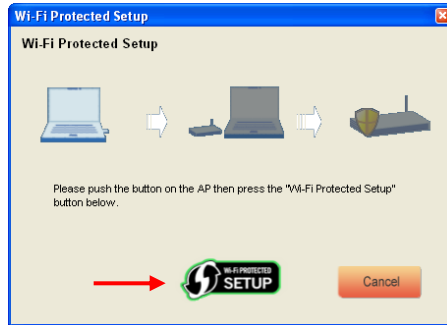 Wi-Fi Protected Setup
Wi-Fi Protected Setup
Please push the button on the AP then press the "Wi-Fi Protected Setup"
button below.
WI-FI PROTECTED
SETUP
Cancel